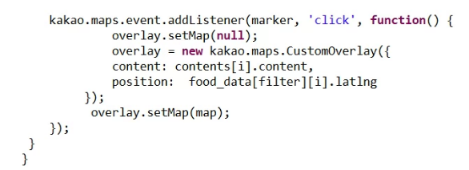 kakao.maps.event.addListener(marker, 'click', function() {
overlay.setMap(null);
overlay = new kakao.maps.CustomOverlay({
content: contents[i].content,
position: food_data[filter][i].latlng
});
overlay.setMap(map);
});
}
}